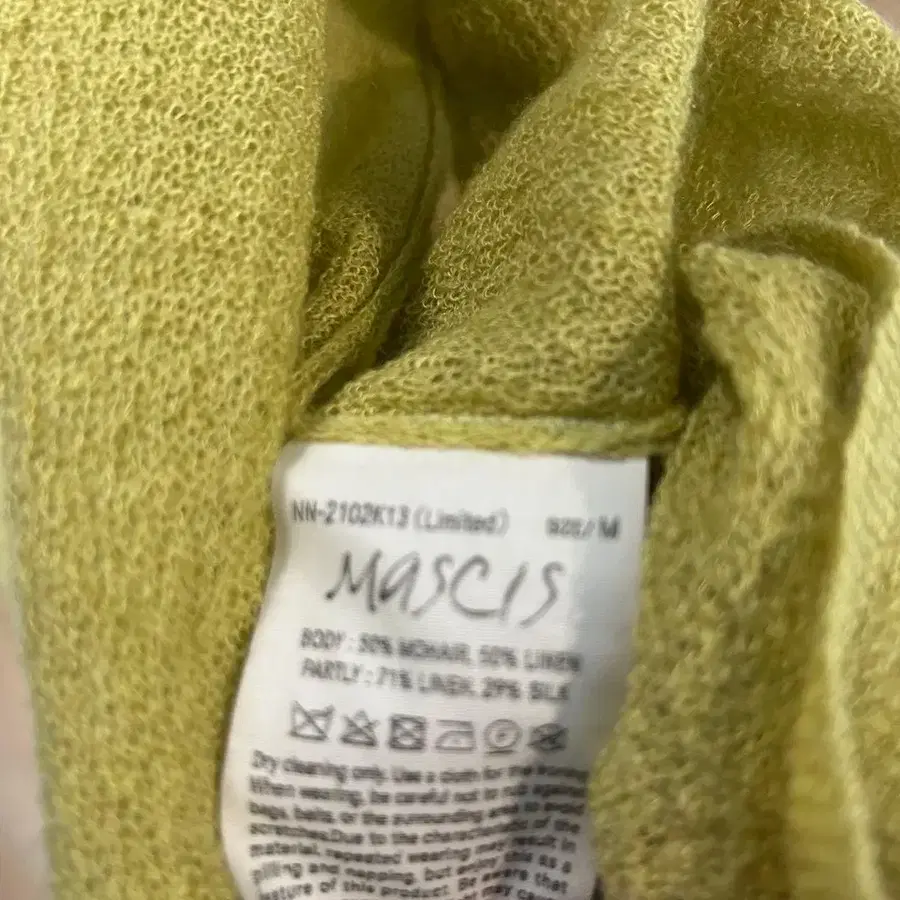 NN-2102K13 (Limited) SIZE/M
MASCIS
BODY : 50% MOHAIR, 50% LINEN
PARTLY : 71% LINEN, 29% SILK
Dry cleaning only. Use a cloth for the ironing
When wearing, be careful not to rub against
bags, belts, or the surrounding area to avoid
scratches.Due to the characteristics of the
material, repeated wearing may result in
pilling and napping, but enjoy this as a
feature of this product. Be aware that
may